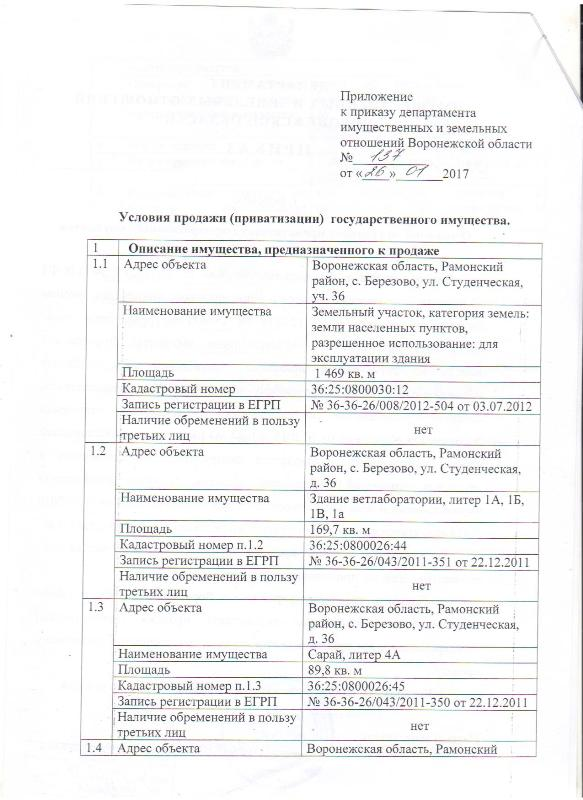 Приложение
к приказу департамента
имущественных и земельных
отношений Воронежской области
№ 137
от « 26 » 01 2017
Условия продажи (приватизации) государственного имущества.
1 Описание имущества, предназначенного к продаже
1.1 Адрес объекта Воронежская область, Рамонский
район, с. Березово, ул. Студенческая,
уч. 36
Наименование имущества Земельный участок, категория земель:
земли населенных пунктов,
разрешенное использование: для
эксплуатации здания
Площадь 1 469 кв. м
Кадастровый номер 36:25:0800030:12
Запись регистрации в ЕГРП № 36-36-26/008/2012-504 от 03.07.2012
Наличие обременений в пользу
третьих лиц нет
1.2 Адрес объекта Воронежская область, Рамонский
район, с. Березово, ул. Студенческая,
д. 36
Наименование имущества Здание ветлаборатории, литер 1А, 1Б,
1В, 1а
Площадь 169,7 кв. м
Кадастровый номер п.1.2 36:25:0800026:44
Запись регистрации в ЕГРП № 36-36-26/043/2011-351 от 22.12.2011
Наличие обременений в пользу
третьих лиц нет
1.3 Адрес объекта Воронежская область, Рамонский
район, с. Березово, ул. Студенческая,
д. 36
Наименование имущества Сарай, литер 4А
Площадь 89,8 кв. м
Кадастровый номер п.1.3 36:25:0800026:45
Запись регистрации в ЕГРП № 36-36-26/043/2011-350 от 22.12.2011
Наличие обременений в пользу
третьих лиц нет
1.4 Адрес объекта Воронежская область, Рамонский